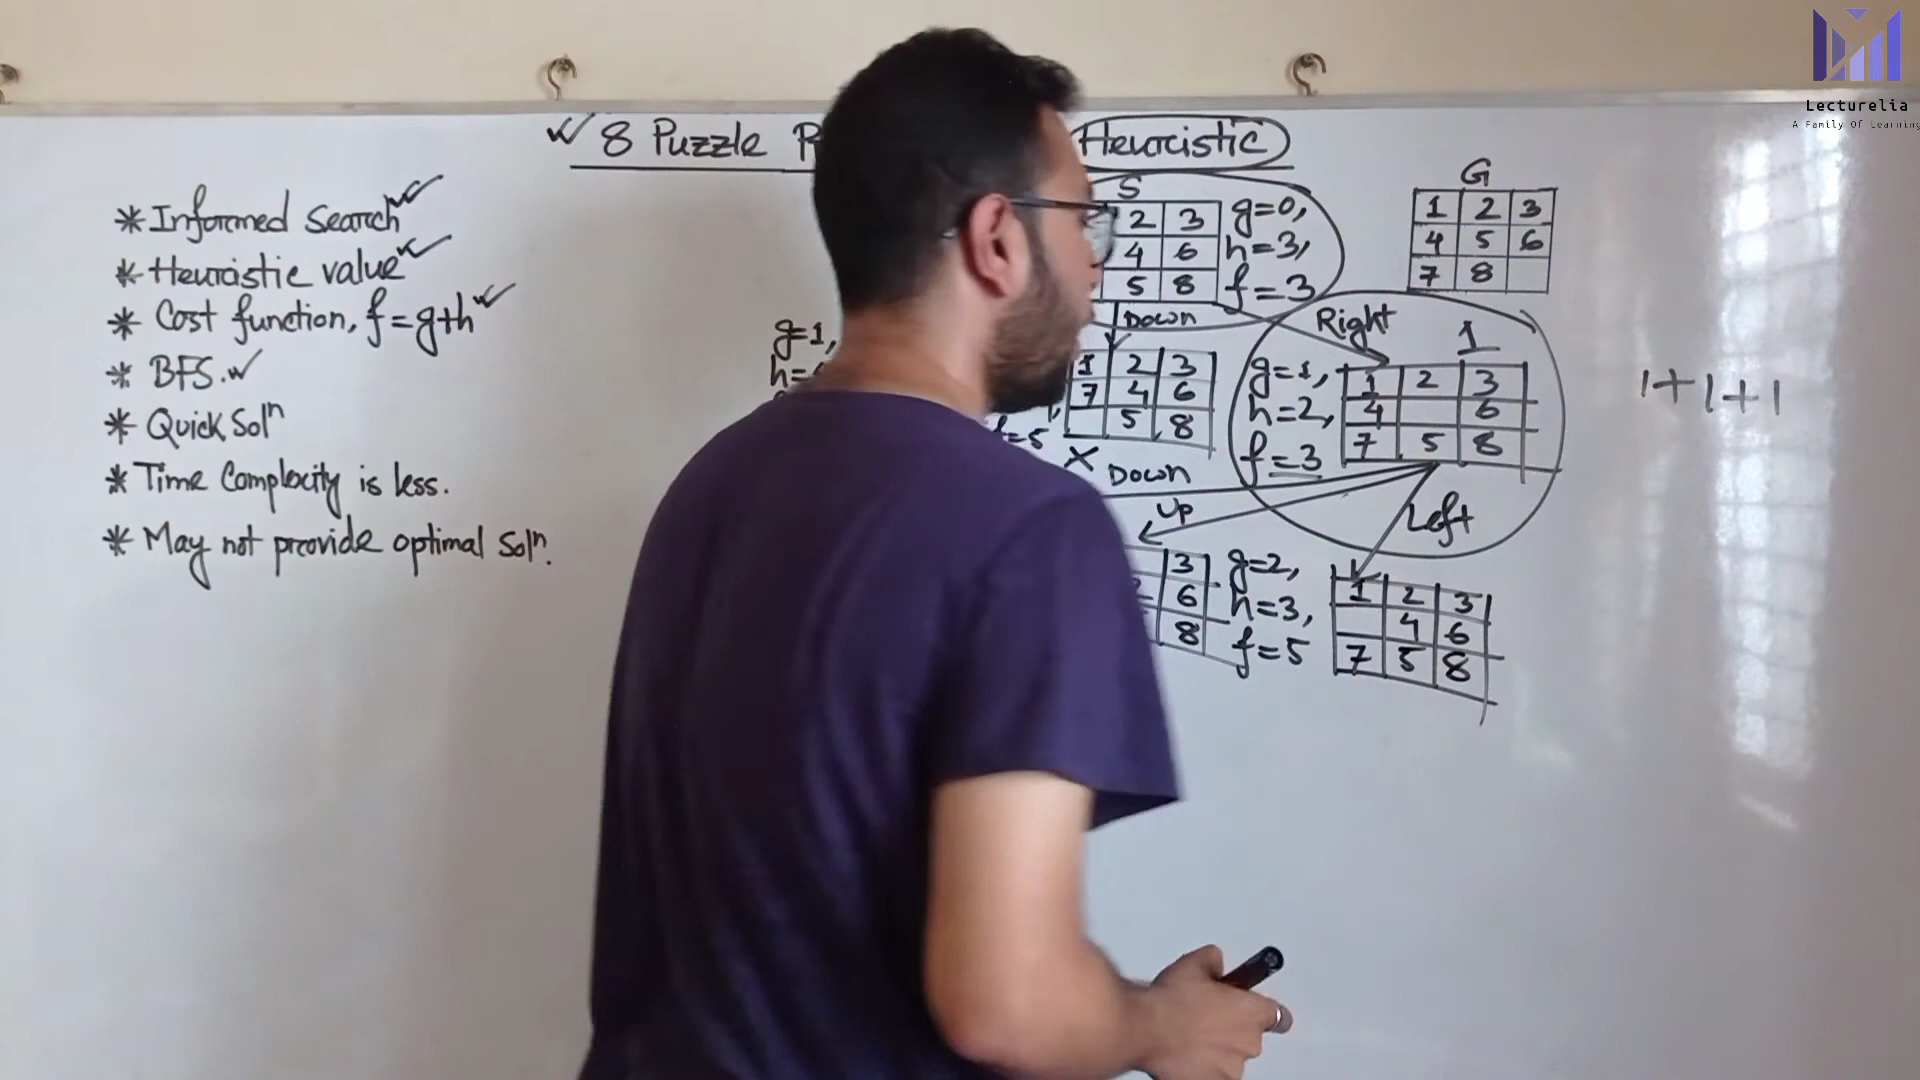 Lecturelia
A Family Of Learning
8 Puzzle
Heuristic
* Informed Search
* Heuristic value
* Cost function, f=g+h
* BFS.
* Quick Solⁿ
* Time Complexity is less.
* May not provide optimal Solⁿ.
S
2 3
4 6
5 8
g=0,
h=3,
f=3
G
1 2 3
4 5 6
7 8
Down
Right
1
g=1,
h=
1 2 3
7 4 6
5 8
f=5
X
g=1,
h=2,
f=3
1 2 3
4 6
7 5 8
1+1+1
Down
Up
Left
3
6
8
g=2,
h=3,
f=5
1 2 3
4 6
7 5 8